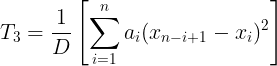 $T_3 = \frac{1}{D} \left[ \sum_{i=1}^{n} a_i (x_{n-i+1} - x_i)^2 \right]$